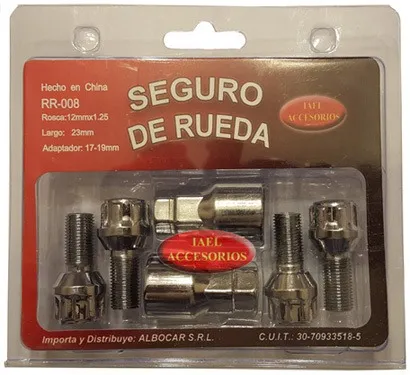 Hecho en China
RR-008
Rosca:12mmx1.25
Largo: 23mm
Adaptador: 17-19mm
SEGURO
DE RUEDA
IAEL
ACCESORIOS
IAEL
ACCESORIOS
Importa y Distribuye: ALBOCAR S.R.L.
C.U.I.T.: 30-70933518-5